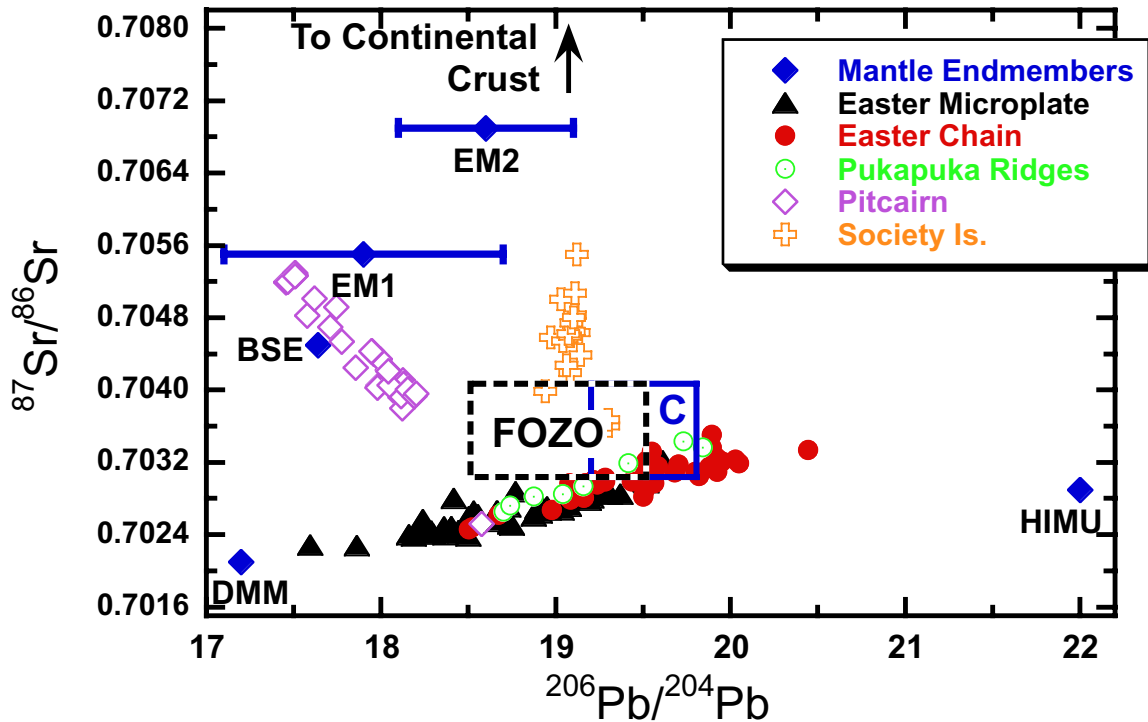 0.7080
0.7072
0.7064
0.7056
0.7048
0.7040
0.7032
0.7024
0.7016
87Sr/86Sr
To Continental
Crust
Mantle Endmembers
Easter Microplate
Easter Chain
Pukapuka Ridges
Pitcairn
Society Is.
EM2
EM1
BSE
FOZO
C
HIMU
DMM
17
18
19
20
21
22
206Pb/204Pb